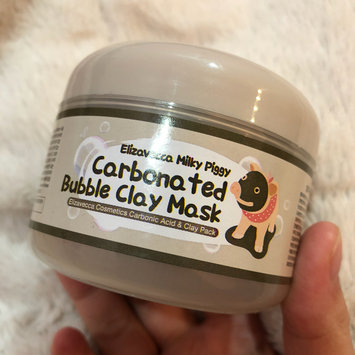 Elizavecca Milky Piggy
Carbonated
Bubble Clay Mask
Elizavecca Cosmetics Carbonic Acid & Clay Pack